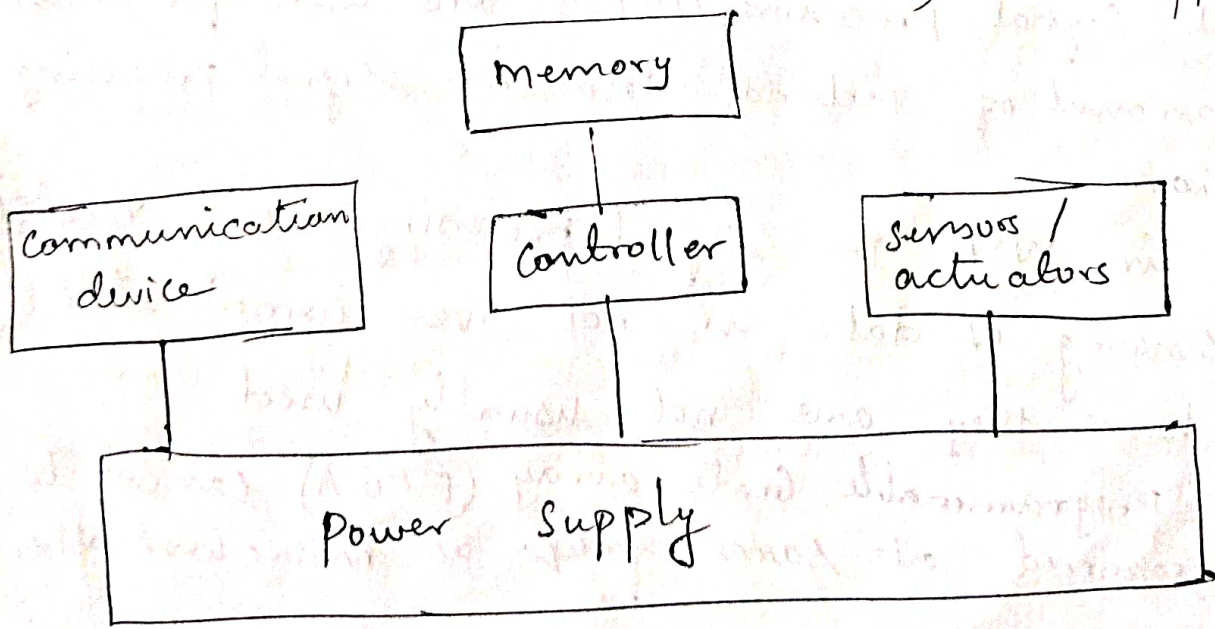 memory
communication
device
controller
sensors /
actuators
power supply